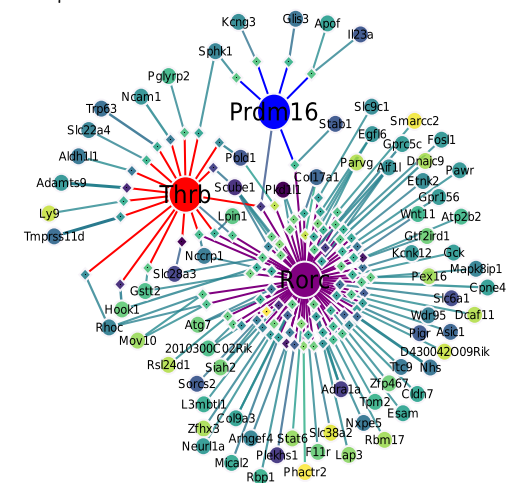 Kcng3
Glis3
Apof
Il23a
Sphk1
Pglyrp2
Ncam1
Trp63
Slc22a4
Aldh1l1
Adamts9
Ly9
Tmprss11d
Prdm16
Stab1
Slc9c1
Smarcc2
Egfl6
Gprc5c
Fosl1
Parvg
Aif1l
Dnajc9
Pawr
Etnk2
Gpr156
Wnt11
Atp2b2
Pbld1
Scube1
Pkd1l1
Col17a1
Thrb
Lpin1
Gtf2ird1
Kcnk12
Gck
Nccrp1
Slc28a3
Rorc
Pex16
Mapk8ip1
Cpne4
Gstt2
Hook1
Slc6a1
Rhoc
Mov10
Atg7
Wdr95
Dcaf11
Pigr
Asic1
2010300C02Rik
D430042O09Rik
Rsl24d1
Siah2
Ttc9
Nhs
Sorcs2
Adra1a
Zfp467
Cldn7
L3mbtl1
Tpm2
Esam
Col9a3
Zfhx3
Nxpe5
Neurl1a
Arhgef4
Stat6
Slc38a2
Rbm17
Mical2
Plekhs1
F11r
Lap3
Rbp1
Phactr2